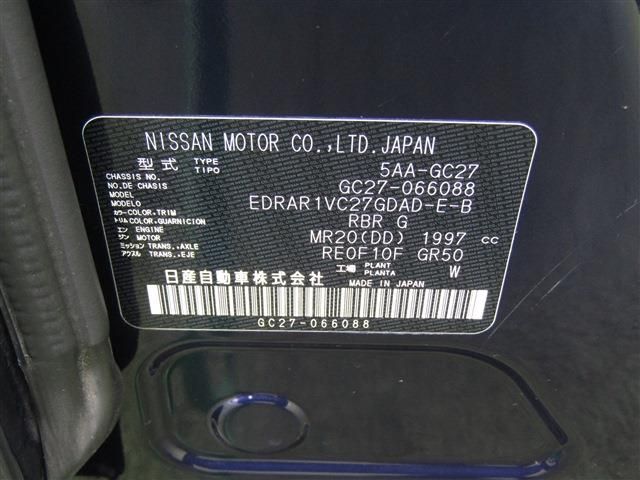 NISSAN MOTOR CO.,LTD.JAPAN
型式 TYPE TIPO 5AA-GC27
CHASSIS NO.
NO.DE CHASIS GC27-066088
MODEL
MODELO EDRAR1VC27GDAD-E-B
カラー COLOR,TRIM
トリム COLOR,GUARNICION RBR G
エン ENGINE
ジン MOTOR MR20(DD) 1997 cc
ミッション TRANS.,AXLE
アクスル TRANS.,EJE RE0F10F GR50
工場 PLANT PLANTA W
日産自動車株式会社 MADE IN JAPAN
GC27-066088